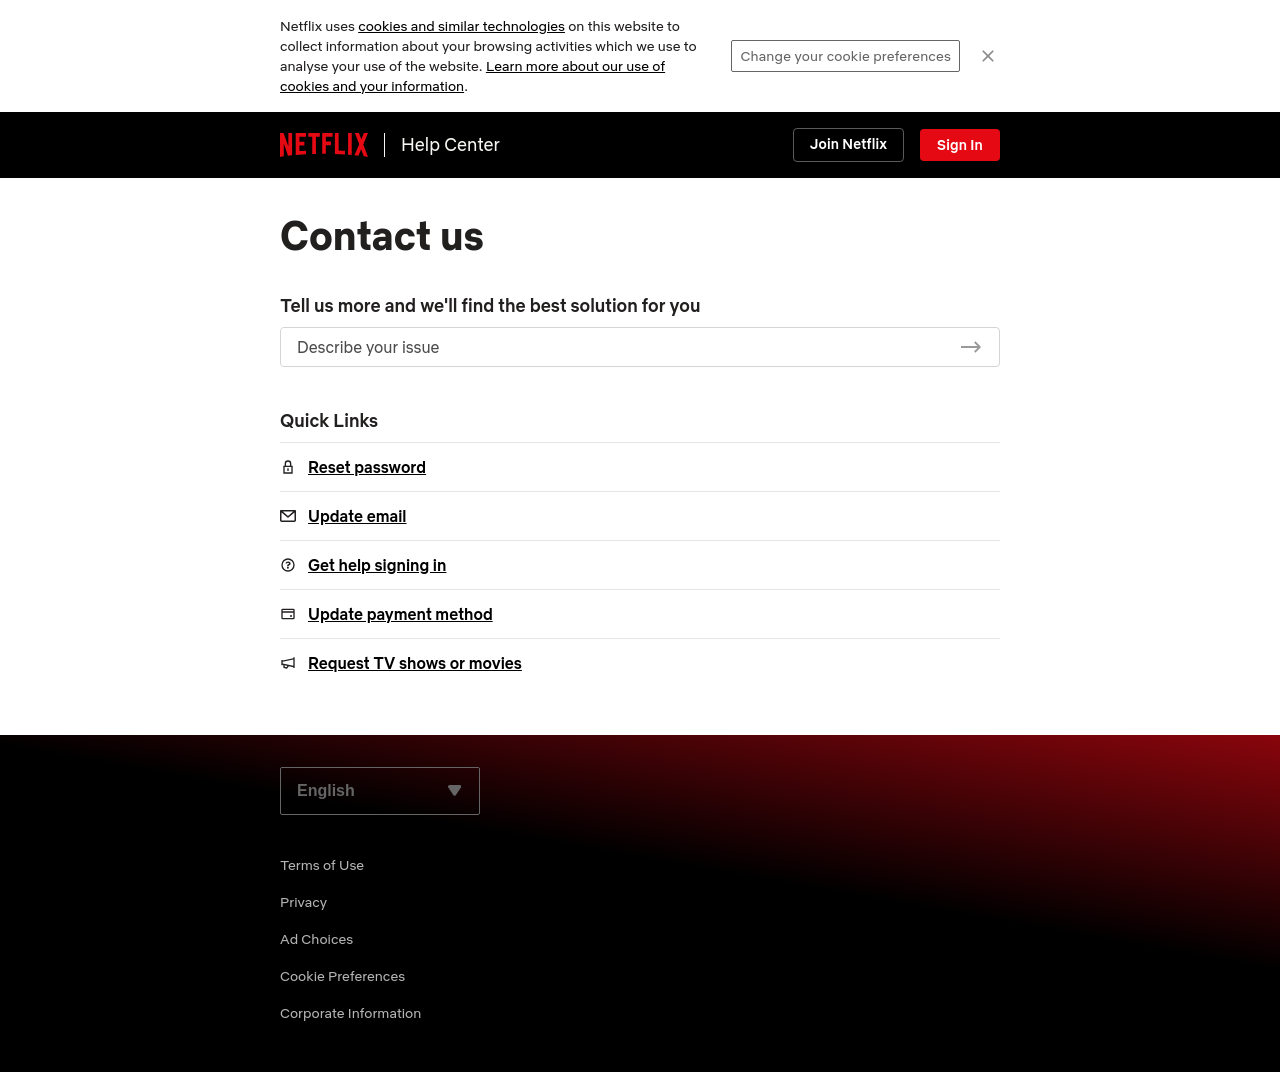 Netflix uses cookies and similar technologies on this website to
collect information about your browsing activities which we use to
analyse your use of the website. Learn more about our use of
cookies and your information.
Change your cookie preferences
NETFLIX
Help Center
Join Netflix
Sign In
Contact us
Tell us more and we'll find the best solution for you
Describe your issue
Quick Links
Reset password
Update email
Get help signing in
Update payment method
Request TV shows or movies
English
Terms of Use
Privacy
Ad Choices
Cookie Preferences
Corporate Information